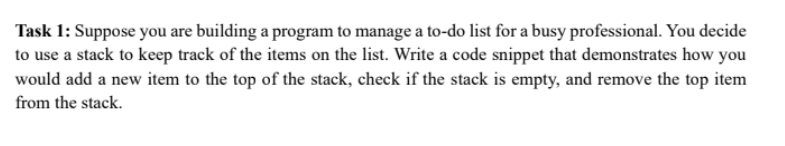 Task 1: Suppose you are building a program to manage a to-do list for a busy professional. You decide
to use a stack to keep track of the items on the list. Write a code snippet that demonstrates how you
would add a new item to the top of the stack, check if the stack is empty, and remove the top item
from the stack.